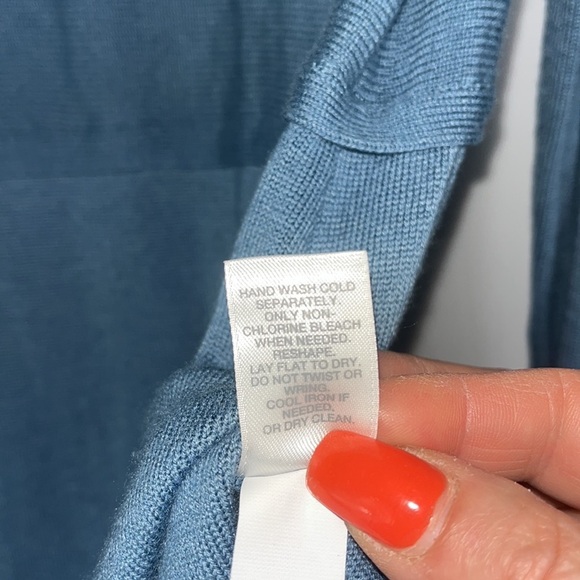 HAND WASH COLD
SEPARATELY.
ONLY NON-
CHLORINE BLEACH
WHEN NEEDED.
RESHAPE.
LAY FLAT TO DRY.
DO NOT TWIST OR
WRING.
COOL IRON IF
NEEDED.
OR DRY CLEAN.